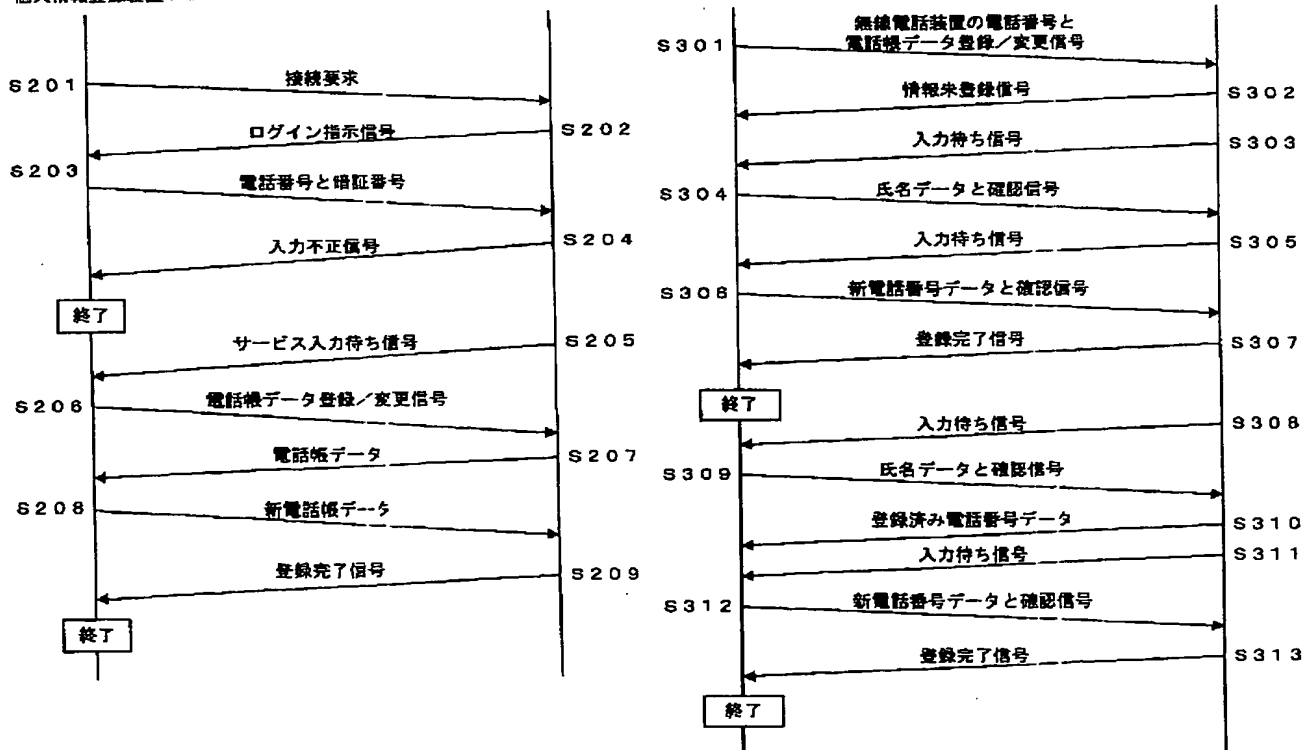 S201
接続要求
ログイン指示信号
S202
S203
電話番号と暗証番号
入力不正信号
S204
終了
サービス入力待ち信号
S205
S206
電話帳データ登録/変更信号
電話帳データ
S207
S208
新電話帳データ
登録完了信号
S209
終了
無線電話装置の電話番号と
S301
電話帳データ登録/変更信号
情報未登録信号
S302
入力待ち信号
S303
S304
氏名データと確認信号
入力待ち信号
S305
S306
新電話番号データと確認信号
登録完了信号
S307
終了
入力待ち信号
S308
S309
氏名データと確認信号
登録済み電話番号データ
S310
入力待ち信号
S311
S312
新電話番号データと確認信号
登録完了信号
S313
終了